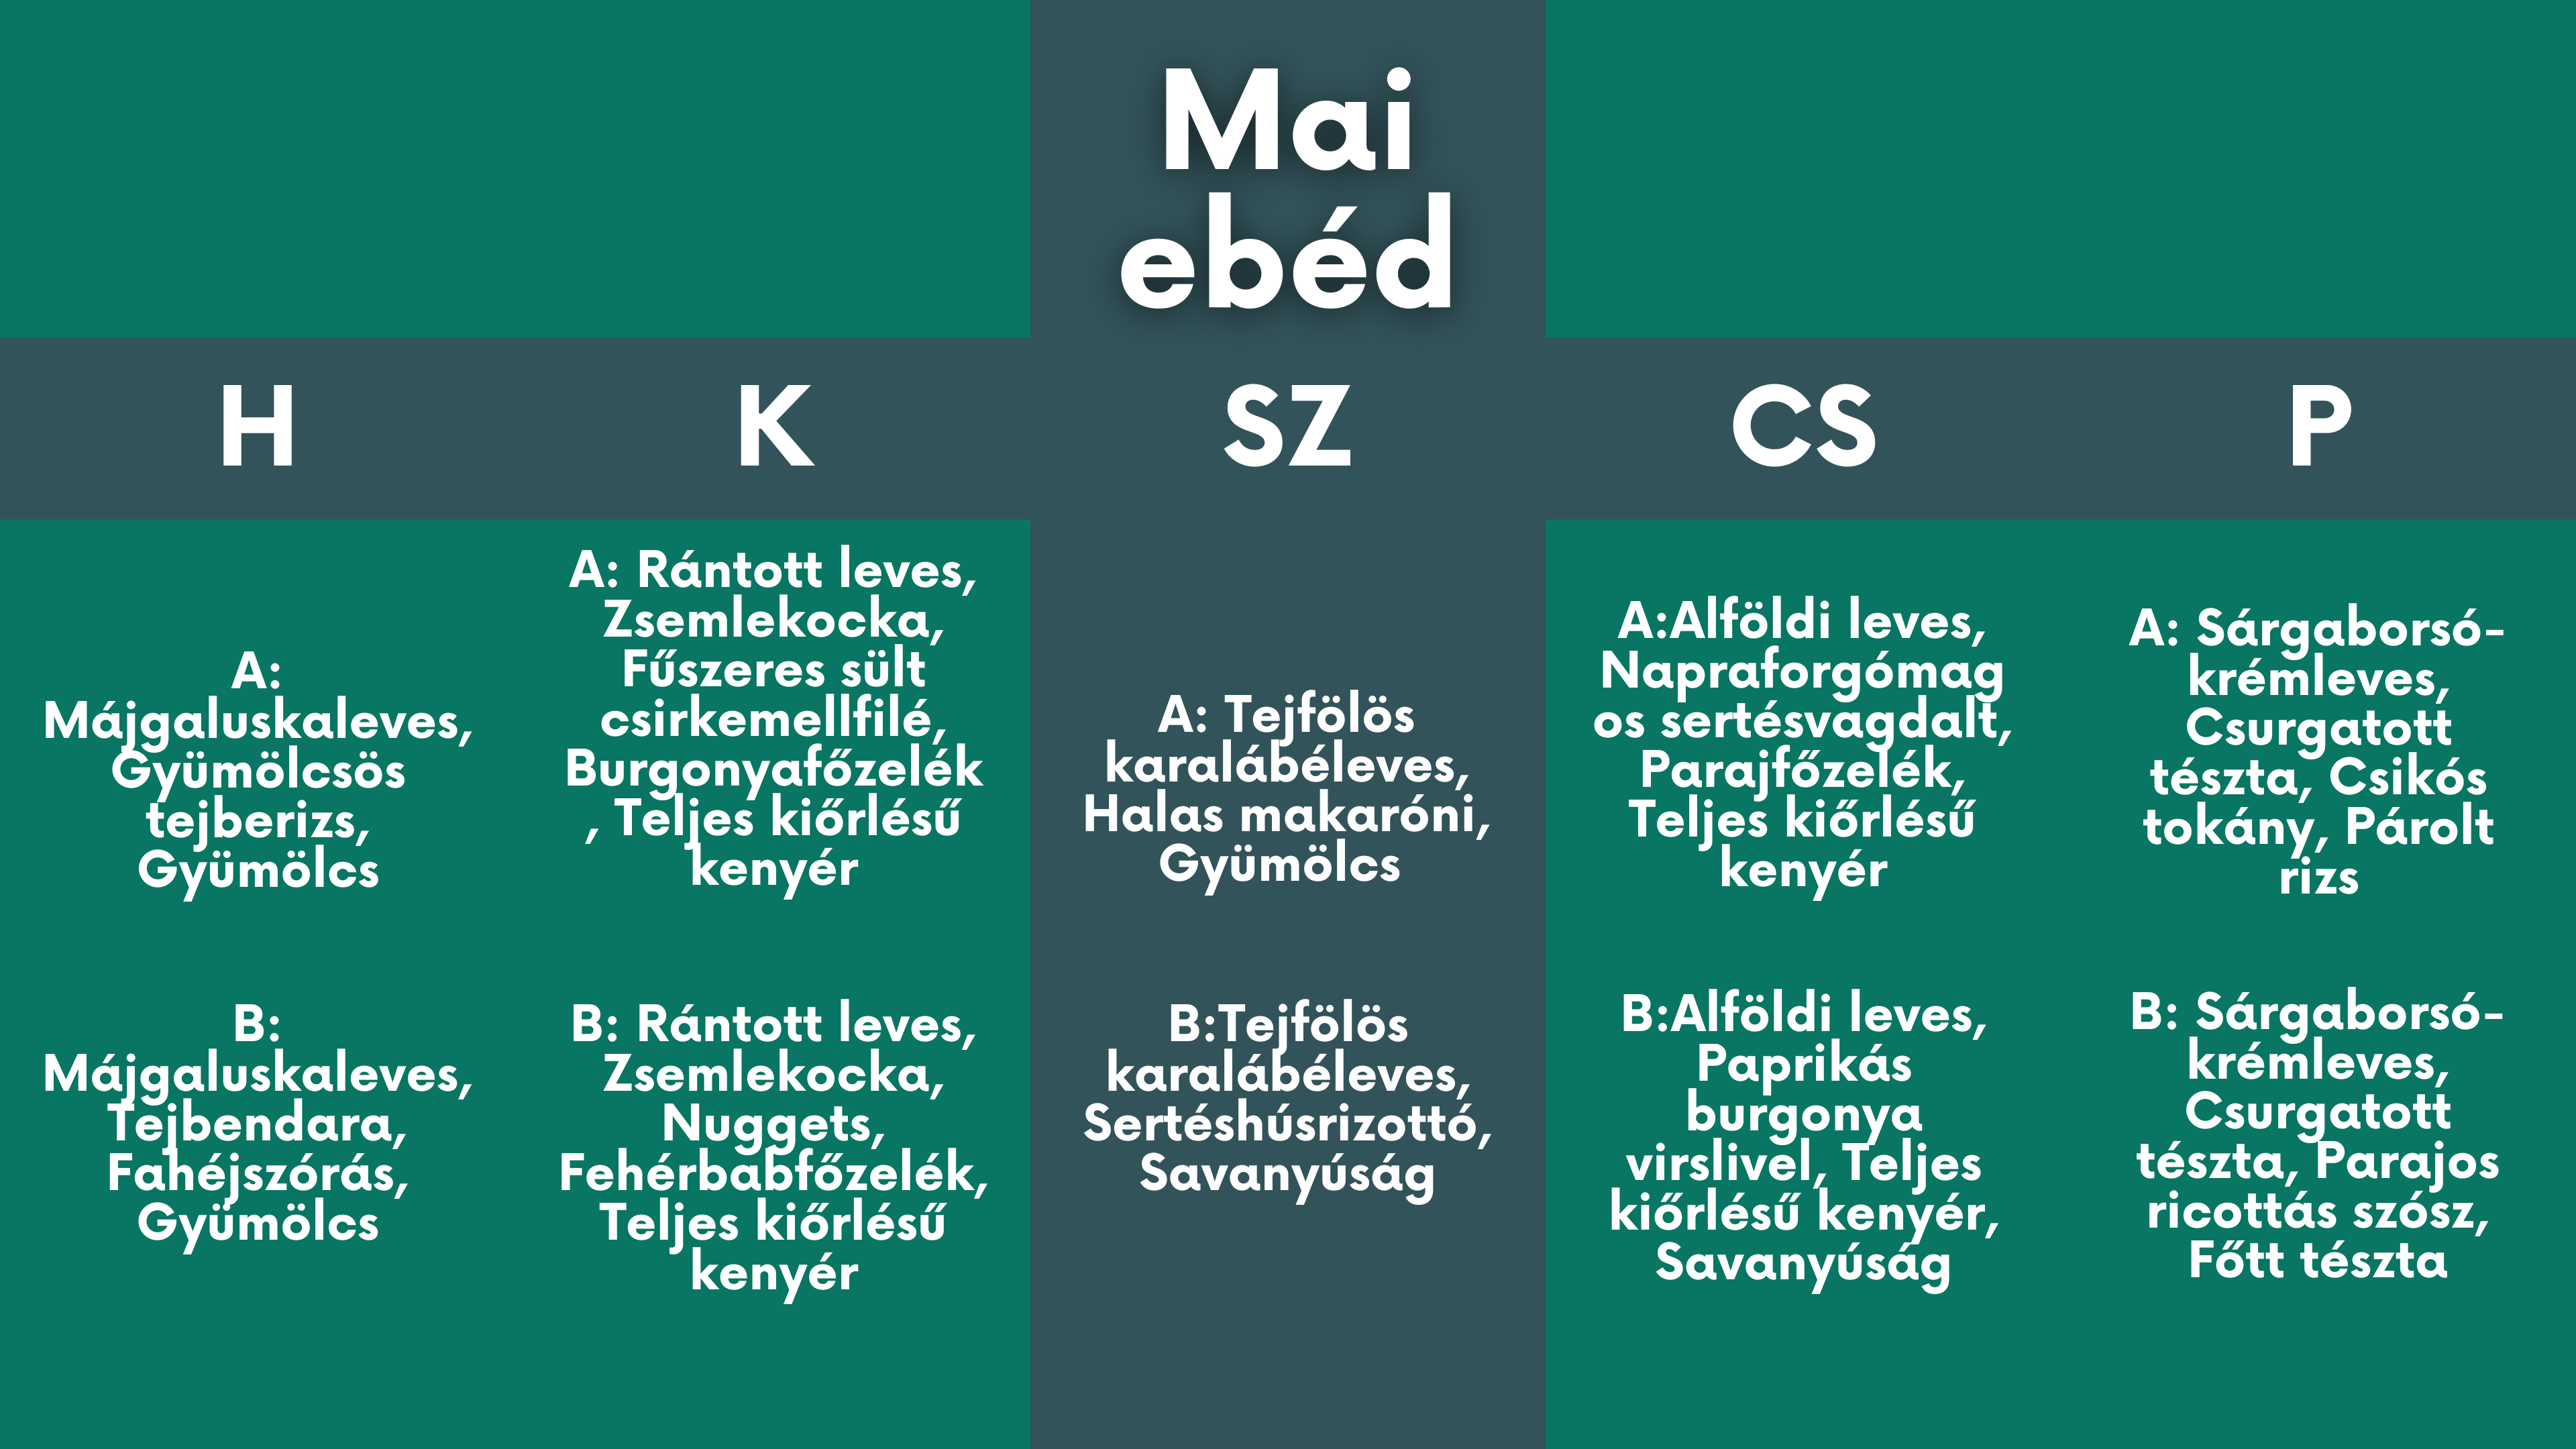 Mai
ebéd
H
K
SZ
CS
P
A:
Májgaluskaleves,
Gyümölcsös
tejberizs,
Gyümölcs
B:
Májgaluskaleves,
Tejbendara,
Fahéjszórás,
Gyümölcs
A: Rántott leves,
Zsemlekocka,
Fűszeres sült
csirkemellfilé,
Burgonyafőzelék
, Teljes kiőrlésű
kenyér
B: Rántott leves,
Zsemlekocka,
Nuggets,
Fehérbabfőzelék,
Teljes kiőrlésű
kenyér
A: Tejfölös
karalábéleves,
Halas makaróni,
Gyümölcs
B:Tejfölös
karalábéleves,
Sertéshúsrizottó,
Savanyúság
A:Alföldi leves,
Napraforgómag
os sertésvagdalt,
Parajfőzelék,
Teljes kiőrlésű
kenyér
B:Alföldi leves,
Paprikás
burgonya
virslivel, Teljes
kiőrlésű kenyér,
Savanyúság
A: Sárgaborsó-
krémleves,
Csurgatott
tészta, Csikós
tokány, Párolt
rizs
B: Sárgaborsó-
krémleves,
Csurgatott
tészta, Parajos
ricottás szósz,
Főtt tészta